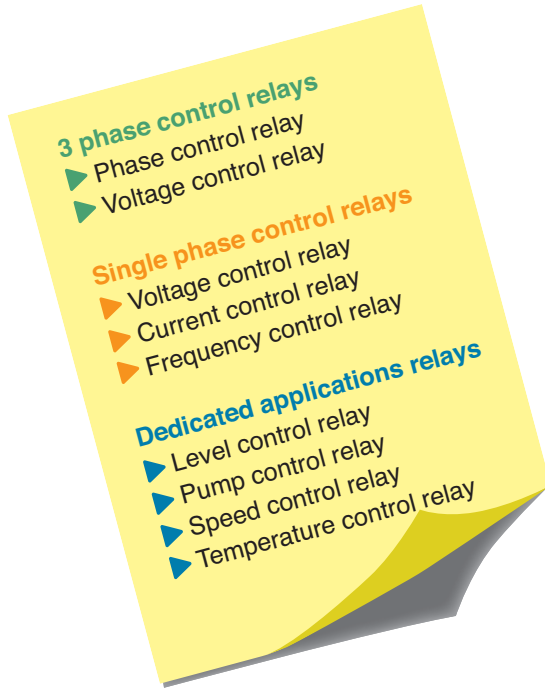 3 phase control relays
Phase control relay
Voltage control relay
Single phase control relays
Voltage control relay
Current control relay
Frequency control relay
Dedicated applications relays
Level control relay
Pump control relay
Speed control relay
Temperature control relay